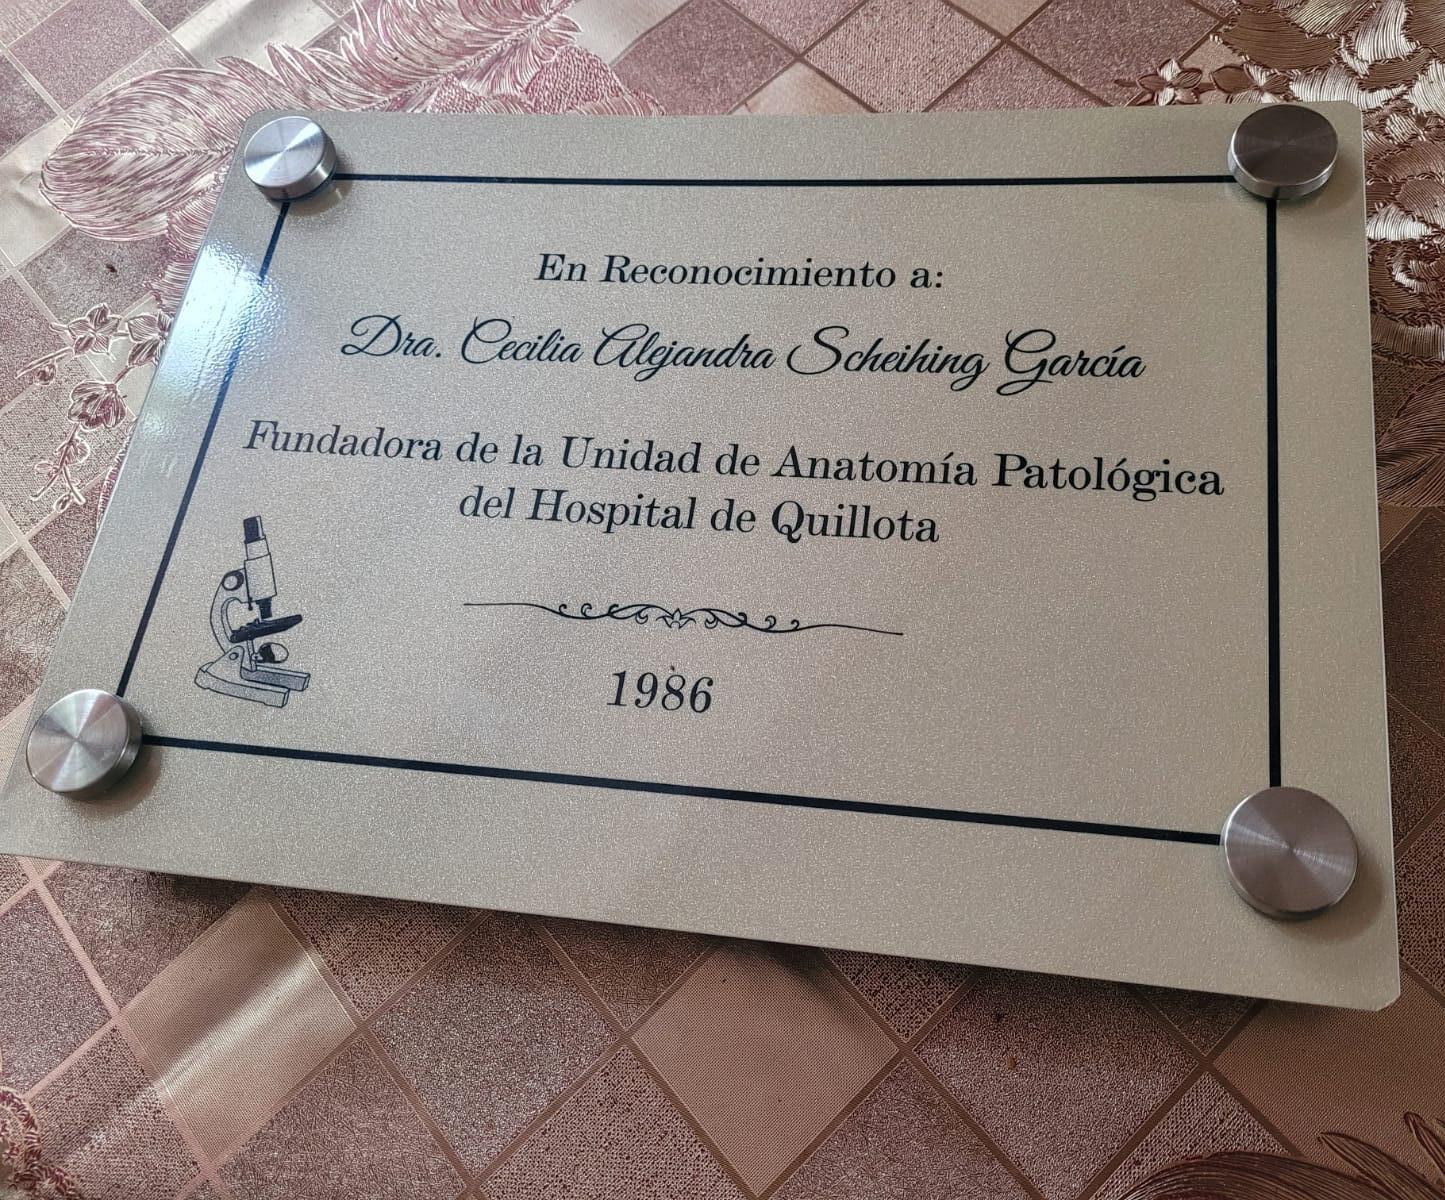 En Reconocimiento a:
Dra. Cecilia Alejandra Scheihing García
Fundadora de la Unidad de Anatomía Patológica
del Hospital de Quillota
1986